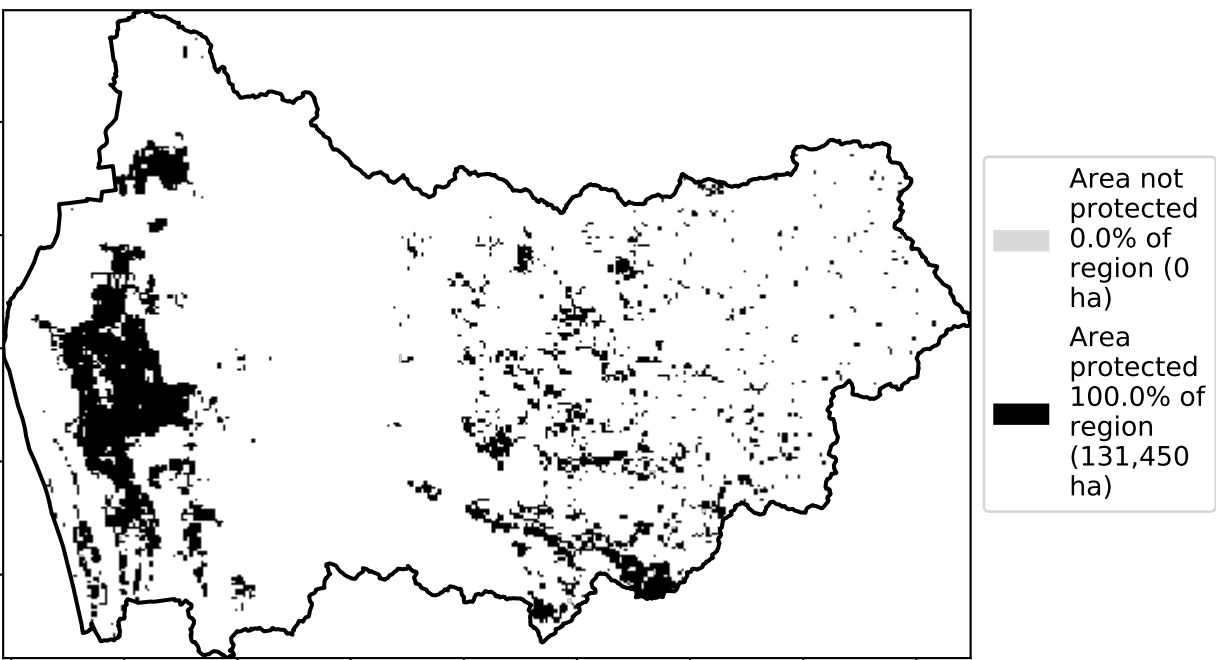 Area not
protected
0.0% of
region (0
ha)
Area
protected
100.0% of
region
(131,450
ha)